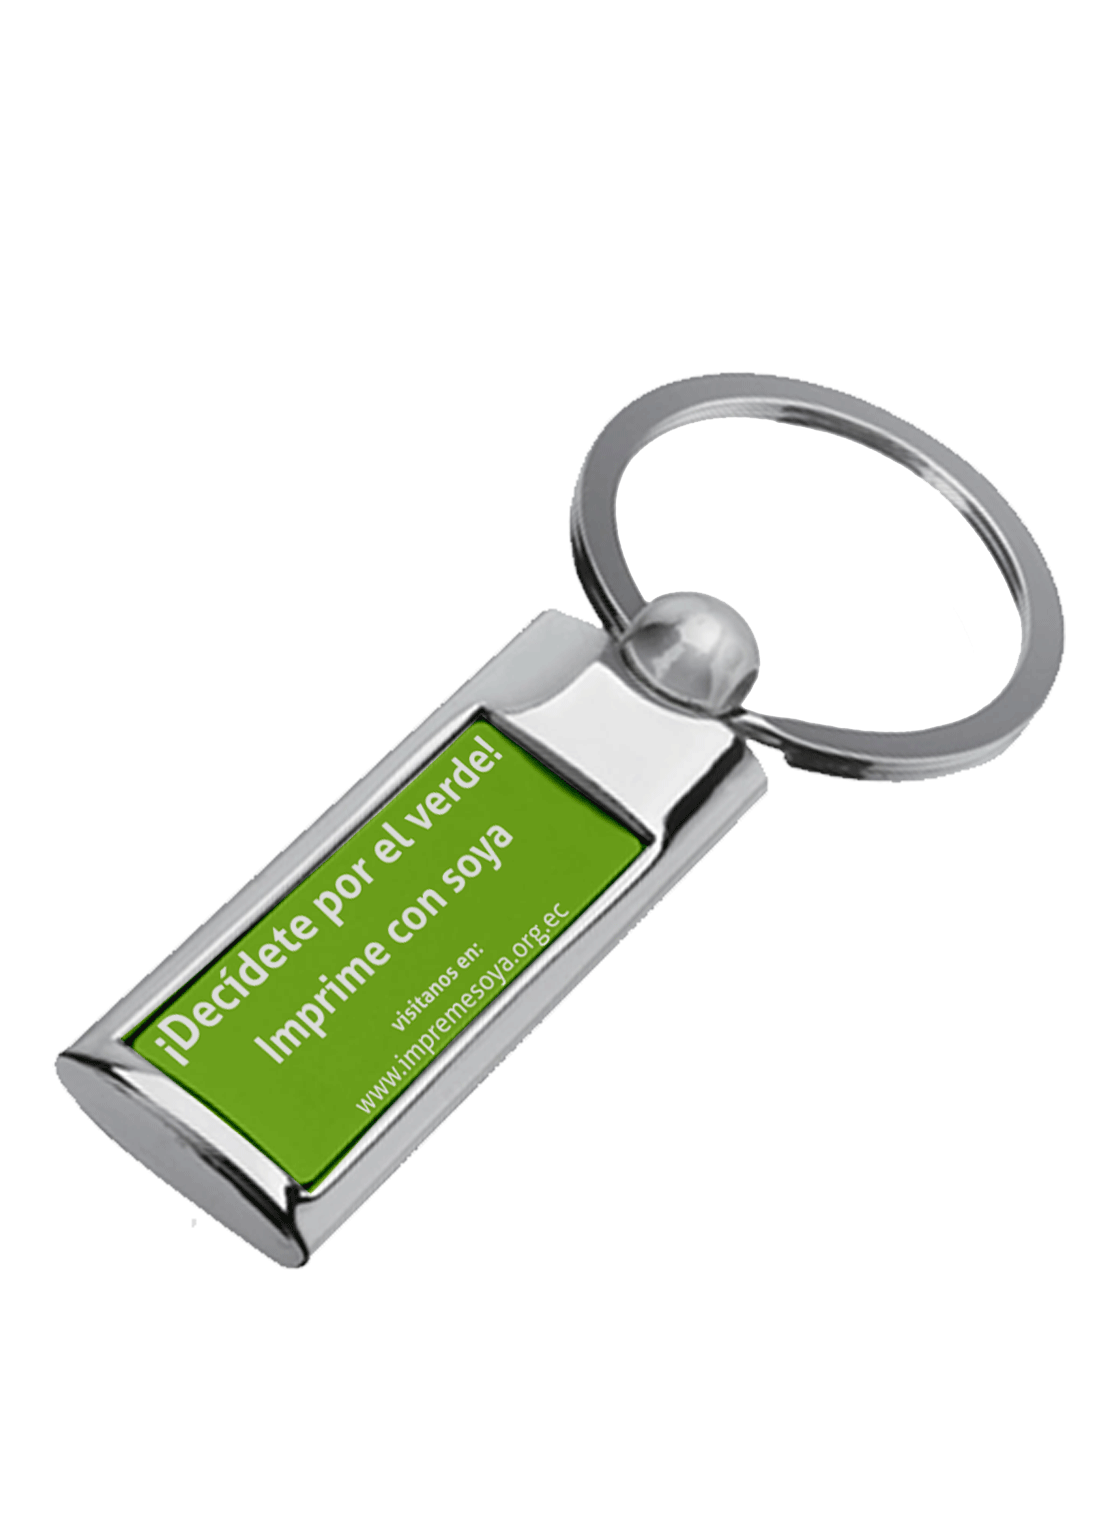 ¡Decídete por el verde!
Imprime con soya
visitanos en:
www.impremesoya.org.ec